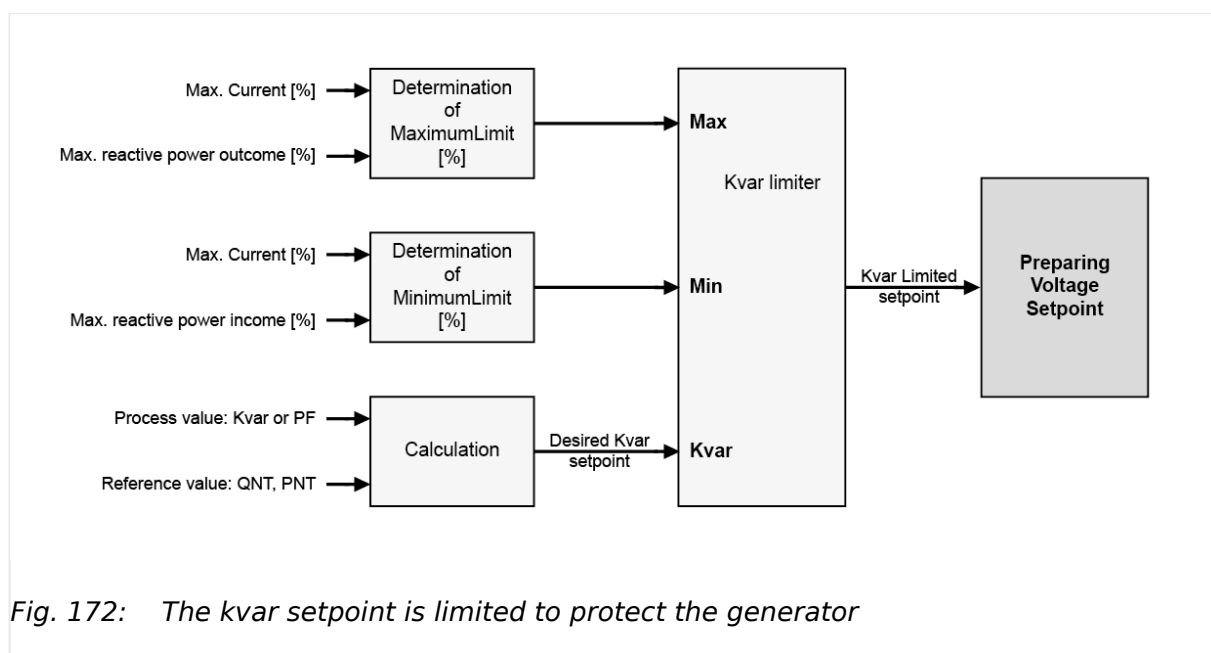 Max. Current [%]
Max. reactive power outcome [%]
Determination
of
MaximumLimit
[%]
Max
Kvar limiter
Max. Current [%]
Max. reactive power income [%]
Determination
of
MinimumLimit
[%]
Min
Kvar Limited
setpoint
Preparing
Voltage
Setpoint
Process value: Kvar or PF
Reference value: QNT, PNT
Calculation
Desired Kvar
setpoint
Kvar
Fig. 172: The kvar setpoint is limited to protect the generator